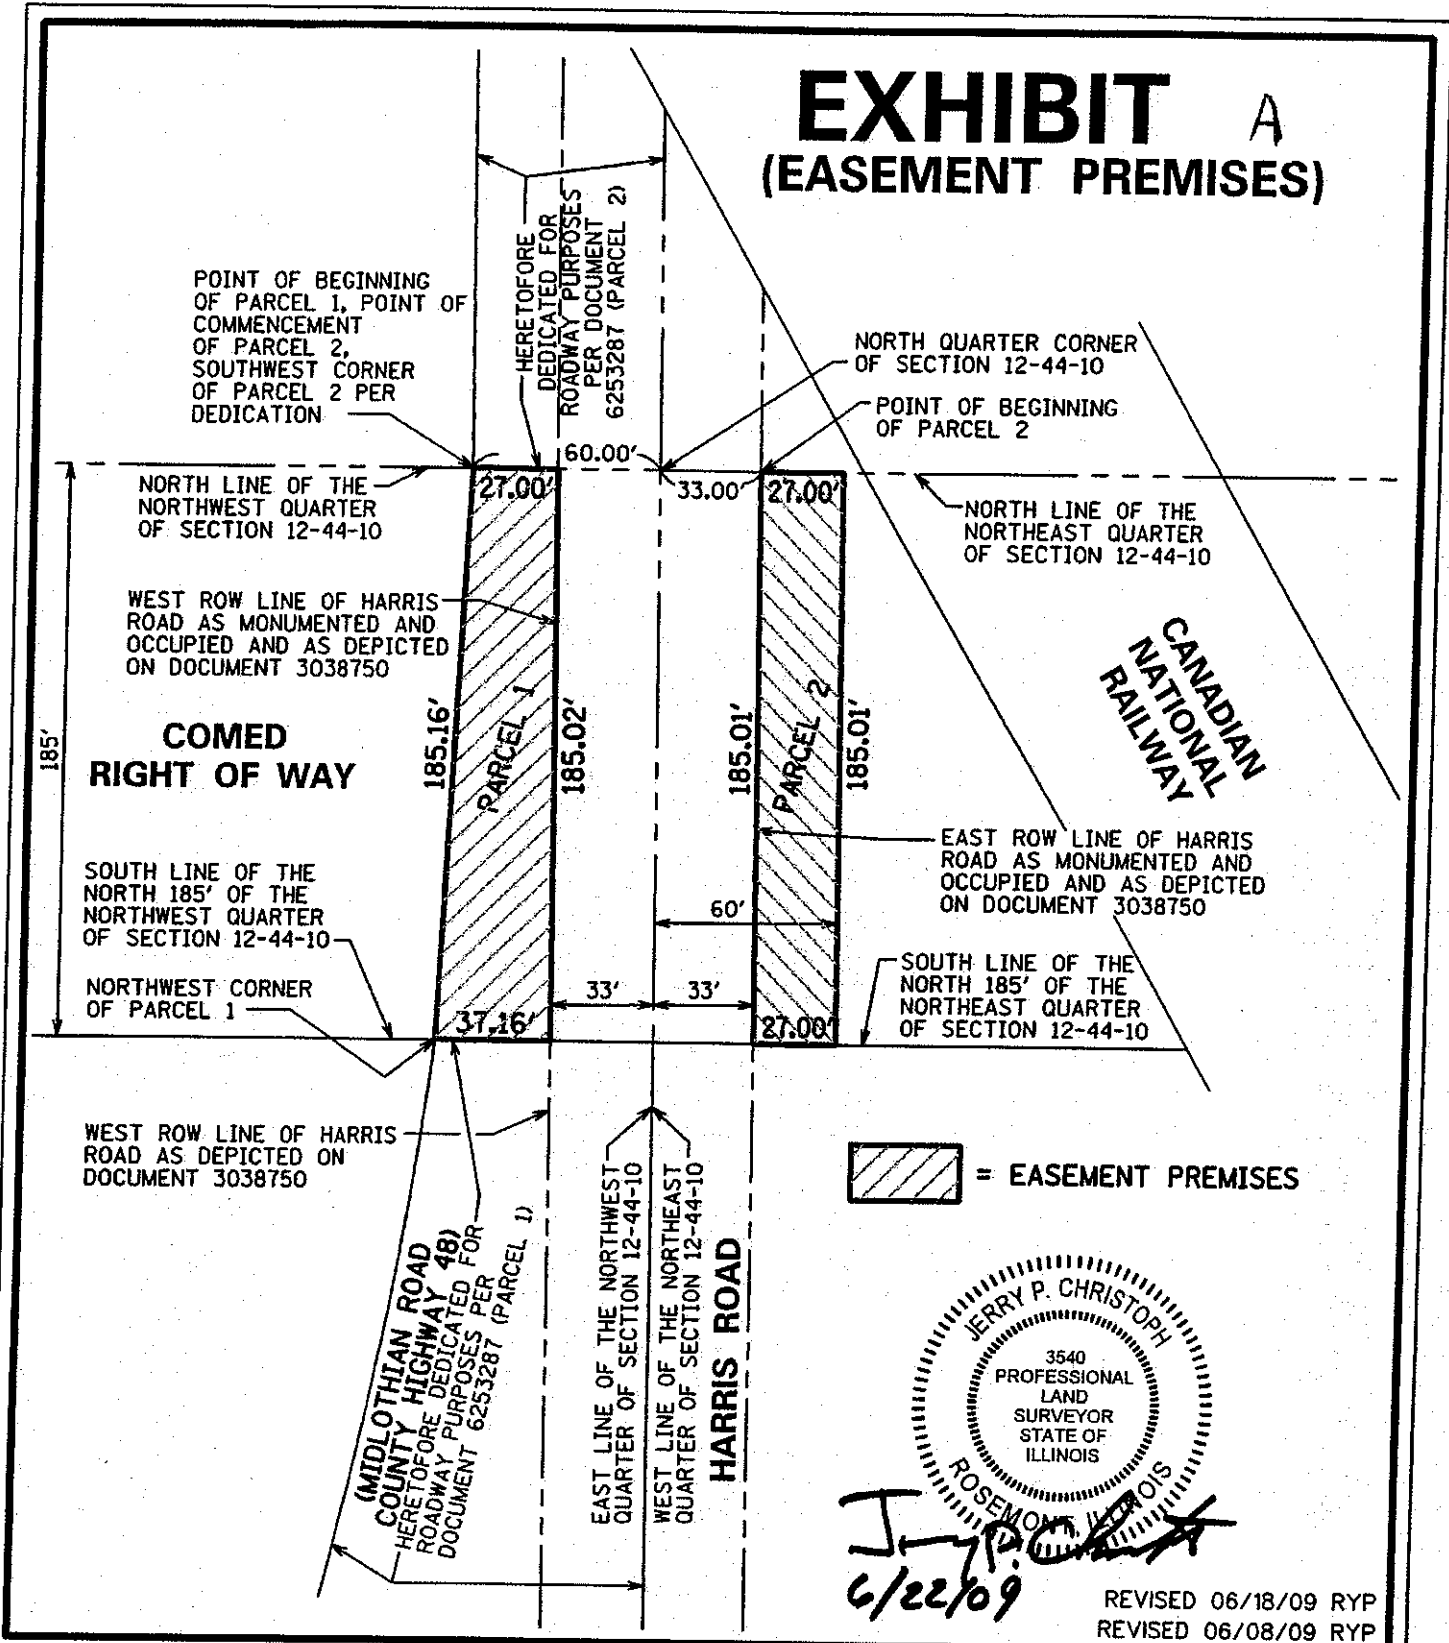 EXHIBIT A
(EASEMENT PREMISES)
HERETOFORE
DEDICATED FOR
ROADWAY PURPOSES
PER DOCUMENT
6253287 (PARCEL 2)
POINT OF BEGINNING
OF PARCEL 1, POINT OF
COMMENCEMENT
OF PARCEL 2,
SOUTHWEST CORNER
OF PARCEL 2 PER
DEDICATION
NORTH QUARTER CORNER
OF SECTION 12-44-10
POINT OF BEGINNING
OF PARCEL 2
60.00'
27.00'
33.00'
27.00'
NORTH LINE OF THE
NORTHWEST QUARTER
OF SECTION 12-44-10
NORTH LINE OF THE
NORTHEAST QUARTER
OF SECTION 12-44-10
WEST ROW LINE OF HARRIS
ROAD AS MONUMENTED AND
OCCUPIED AND AS DEPICTED
ON DOCUMENT 3038750
CANADIAN
NATIONAL
RAILWAY
185'
COMED
RIGHT OF WAY
185.16'
PARCEL 1
185.02'
185.01'
PARCEL 2
185.01'
EAST ROW LINE OF HARRIS
ROAD AS MONUMENTED AND
OCCUPIED AND AS DEPICTED
ON DOCUMENT 3038750
SOUTH LINE OF THE
NORTH 185' OF THE
NORTHWEST QUARTER
OF SECTION 12-44-10
60'
SOUTH LINE OF THE
NORTH 185' OF THE
NORTHEAST QUARTER
OF SECTION 12-44-10
NORTHWEST CORNER
OF PARCEL 1
37.16'
33'
33'
27.00'
WEST ROW LINE OF HARRIS
ROAD AS DEPICTED ON
DOCUMENT 3038750
= EASEMENT PREMISES
(MIDLOTHIAN ROAD
COUNTY HIGHWAY 48)
HERETOFORE DEDICATED FOR
ROADWAY PURPOSES PER
DOCUMENT 6253287 (PARCEL 1)
EAST LINE OF THE NORTHWEST
QUARTER OF SECTION 12-44-10
WEST LINE OF THE NORTHEAST
QUARTER OF SECTION 12-44-10
HARRIS ROAD
JERRY P. CHRISTOPH
3540
PROFESSIONAL
LAND
SURVEYOR
STATE OF
ILLINOIS
ROSEMONT, ILLINOIS
6/22/09
REVISED 06/18/09 RYP
REVISED 06/08/09 RYP